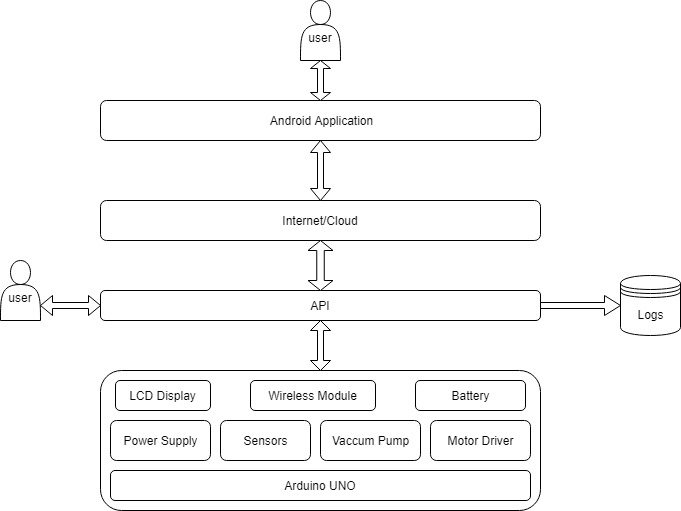 user
Android Application
Internet/Cloud
user
API
Logs
LCD Display
Wireless Module
Battery
Power Supply
Sensors
Vaccum Pump
Motor Driver
Arduino UNO